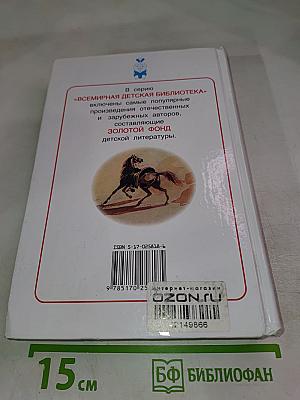 В серию
«ВСЕМИРНАЯ ДЕТСКАЯ БИБЛИОТЕКА»
включены самые популярные
произведения отечественных
и зарубежных авторов,
составляющие
ЗОЛОТОЙ ФОНД
детской литературы.
интернет-магазин
OZON.ru
2149866
15 см
БФ БИБЛИОФАН